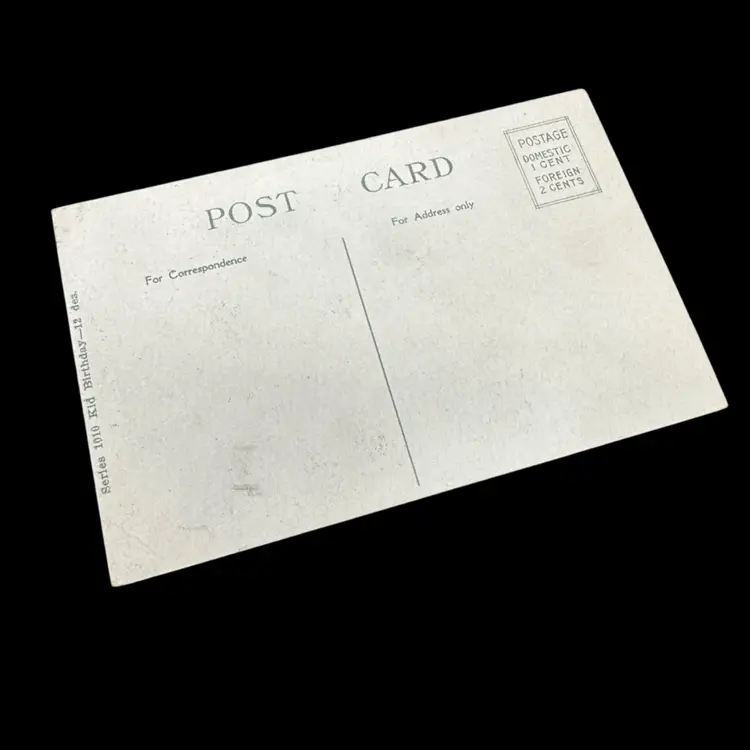 POST CARD
For Correspondence
For Address only
POSTAGE
DOMESTIC
1 CENT
FOREIGN
2 CENTS
Series 1010 Kid Birthday—12 des.